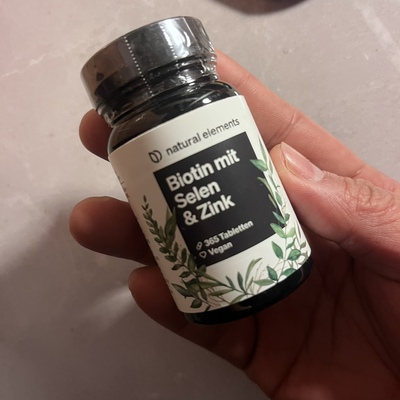 natural elements
Biotin mit
Selen
& Zink
365 Tabletten
Vegan